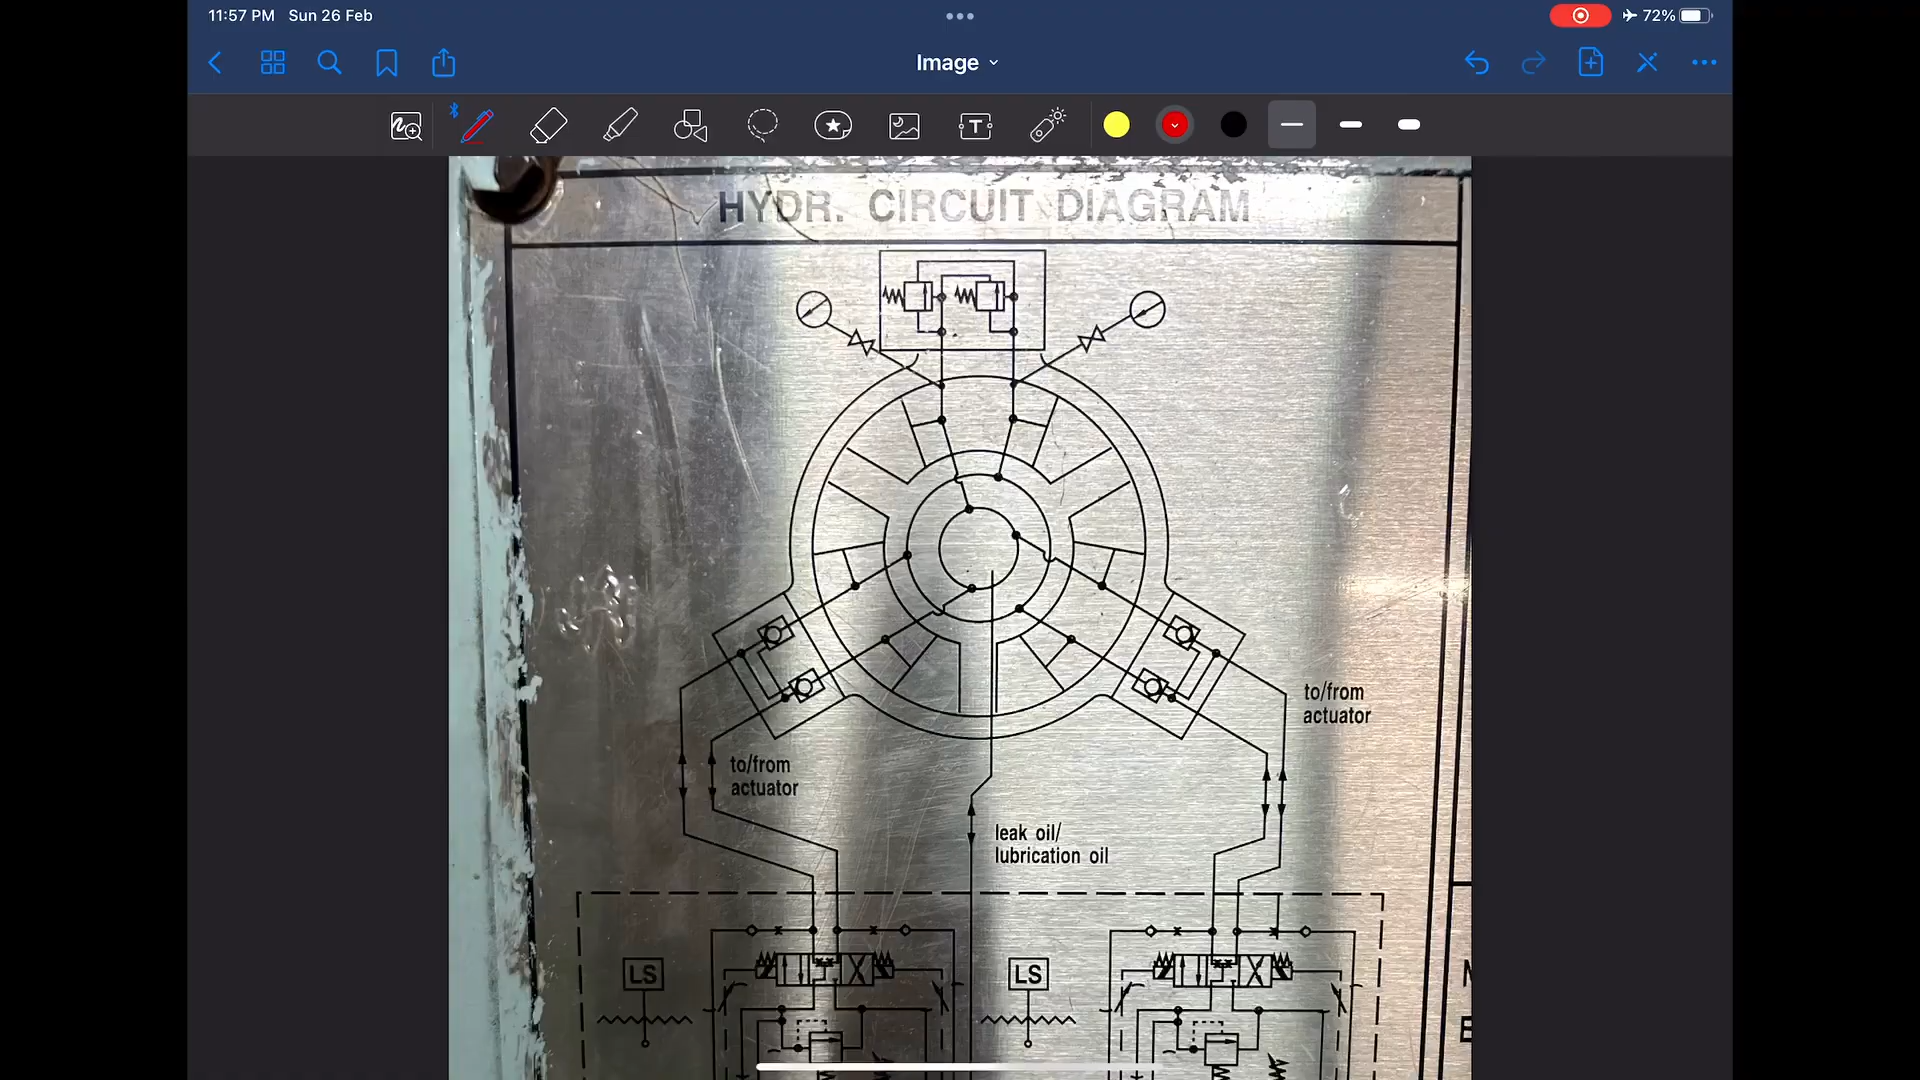 11:57 PM Sun 26 Feb
72%
Image
T
HYDR. CIRCUIT DIAGRAM
to/from
actuator
to/from
actuator
leak oil/
lubrication oil
LS
LS